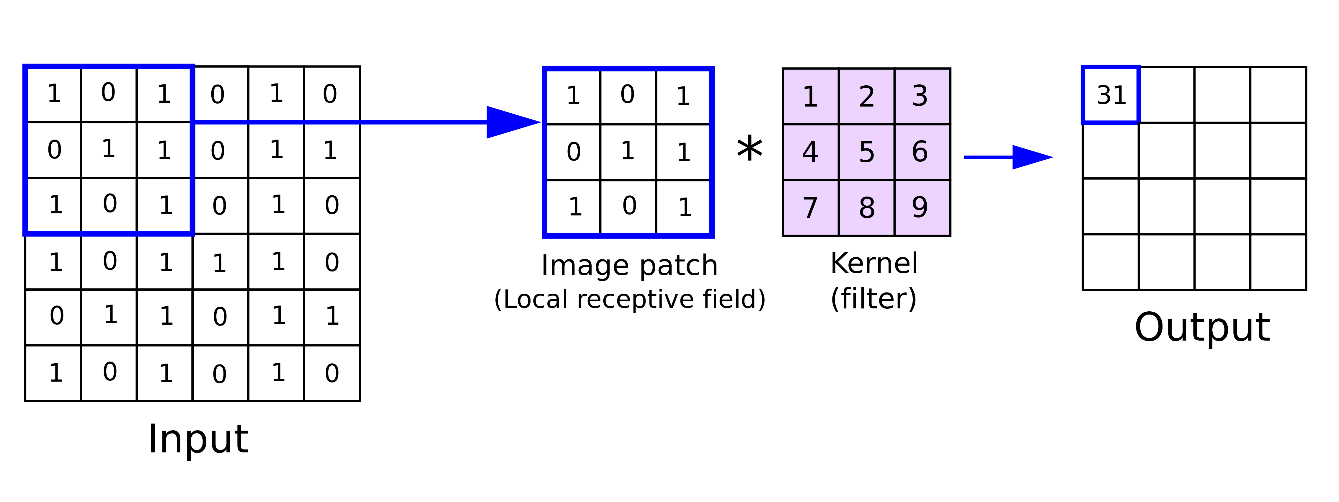 1 0 1 0 1 0
0 1 1 0 1 1
1 0 1 0 1 0
1 0 1 1 1 0
0 1 1 0 1 1
1 0 1 0 1 0
Input
1 0 1
0 1 1
1 0 1
Image patch
(Local receptive field)
*
1 2 3
4 5 6
7 8 9
Kernel
(filter)
31
Output